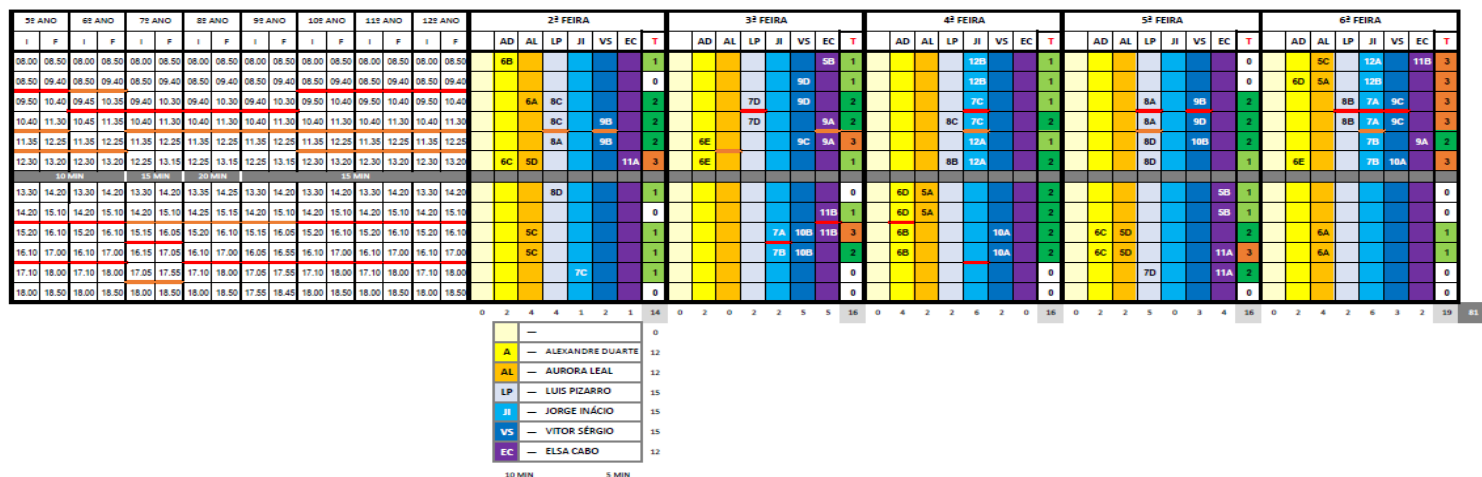 5º ANO 6º ANO 7º ANO 8º ANO 9º ANO 10º ANO 11º ANO 12º ANO 2ª FEIRA 3ª FEIRA 4ª FEIRA 5ª FEIRA 6ª FEIRA
I F I F I F I F I F I F I F I F AD AL LP JI VS EC T AD AL LP JI VS EC T AD AL LP JI VS EC T AD AL LP JI VS EC T AD AL LP JI VS EC T
08.00 08.50 08.00 08.50 08.00 08.50 08.00 08.50 08.00 08.50 08.00 08.50 08.00 08.50 08.00 08.50 6B 1 5B 1 12B 1 0 5C 12A 11B 3
08.50 09.40 08.50 09.40 08.50 09.40 08.50 09.40 08.50 09.40 08.50 09.40 08.50 09.40 08.50 09.40 0 9D 1 12B 1 0 6D 5A 12B 3
09.50 10.40 09.45 10.35 09.40 10.30 09.40 10.30 09.40 10.30 09.50 10.40 09.50 10.40 09.50 10.40 6A 8C 2 7D 9D 2 7C 1 8A 9B 2 8B 7A 9C 3
10.40 11.30 10.45 11.35 10.40 11.30 10.40 11.30 10.40 11.30 10.40 11.30 10.40 11.30 10.40 11.30 8C 9B 2 7D 9A 2 8C 7C 2 8A 9D 2 8B 7A 9C 3
11.35 12.25 11.35 12.25 11.35 12.25 11.35 12.25 11.35 12.25 11.35 12.25 11.35 12.25 11.35 12.25 8A 9B 2 6E 9C 9A 3 12A 1 8D 10B 2 7B 9A 2
12.30 13.20 12.30 13.20 12.25 13.15 12.25 13.15 12.25 13.15 12.30 13.20 12.30 13.20 12.30 13.20 6C 5D 11A 3 6E 1 8B 12A 2 8D 1 6E 7B 10A 3
10 MIN 15 MIN 20 MIN 15 MIN
13.30 14.20 13.30 14.20 13.30 14.20 13.35 14.25 13.30 14.20 13.30 14.20 13.30 14.20 13.30 14.20 8D 1 0 6D 5A 2 5B 1 0
14.20 15.10 14.20 15.10 14.20 15.10 14.25 15.15 14.20 15.10 14.20 15.10 14.20 15.10 14.20 15.10 0 11B 1 6D 5A 2 5B 1 0
15.20 16.10 15.20 16.10 15.15 16.05 15.20 16.10 15.15 16.05 15.20 16.10 15.20 16.10 15.20 16.10 5C 1 7A 10B 11B 3 6B 10A 2 6C 5D 2 6A 1
16.10 17.00 16.10 17.00 16.15 17.05 16.10 17.00 16.05 16.55 16.10 17.00 16.10 17.00 16.10 17.00 5C 1 7B 10B 2 6B 10A 2 6C 5D 11A 3 6A 1
17.10 18.00 17.10 18.00 17.05 17.55 17.10 18.00 17.05 17.55 17.10 18.00 17.10 18.00 17.10 18.00 7C 1 0 0 7D 11A 2 0
18.00 18.50 18.00 18.50 18.00 18.50 18.00 18.50 17.55 18.45 18.00 18.50 18.00 18.50 18.00 18.50 0 0 0 0 0
0 2 4 4 1 2 1 14 0 2 0 2 2 5 5 16 0 4 2 2 6 2 0 16 0 2 2 5 0 3 4 16 0 2 4 2 6 3 2 19 81
— 0
A — ALEXANDRE DUARTE 12
AL — AURORA LEAL 12
LP — LUIS PIZARRO 15
JI — JORGE INÁCIO 15
VS — VITOR SÉRGIO 15
EC — ELSA CABO 12
10 MIN 5 MIN